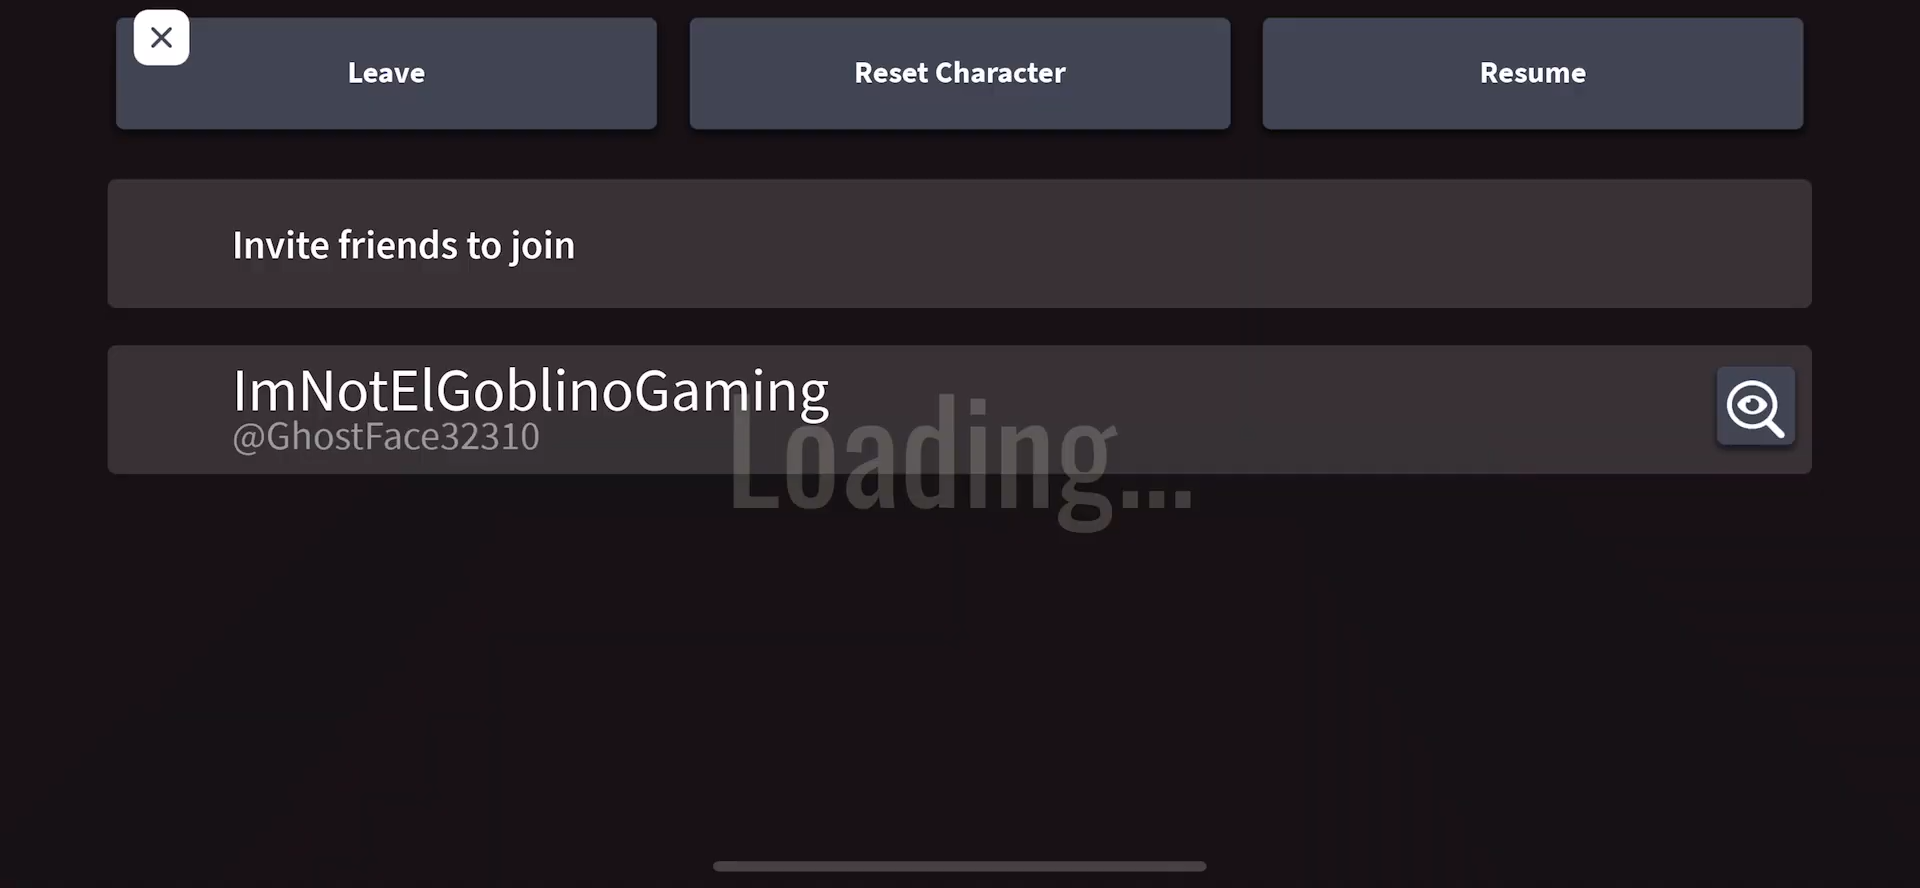 Leave
Reset Character
Resume
Invite friends to join
ImNotElGoblinoGaming
@GhostFace32310
Loading...